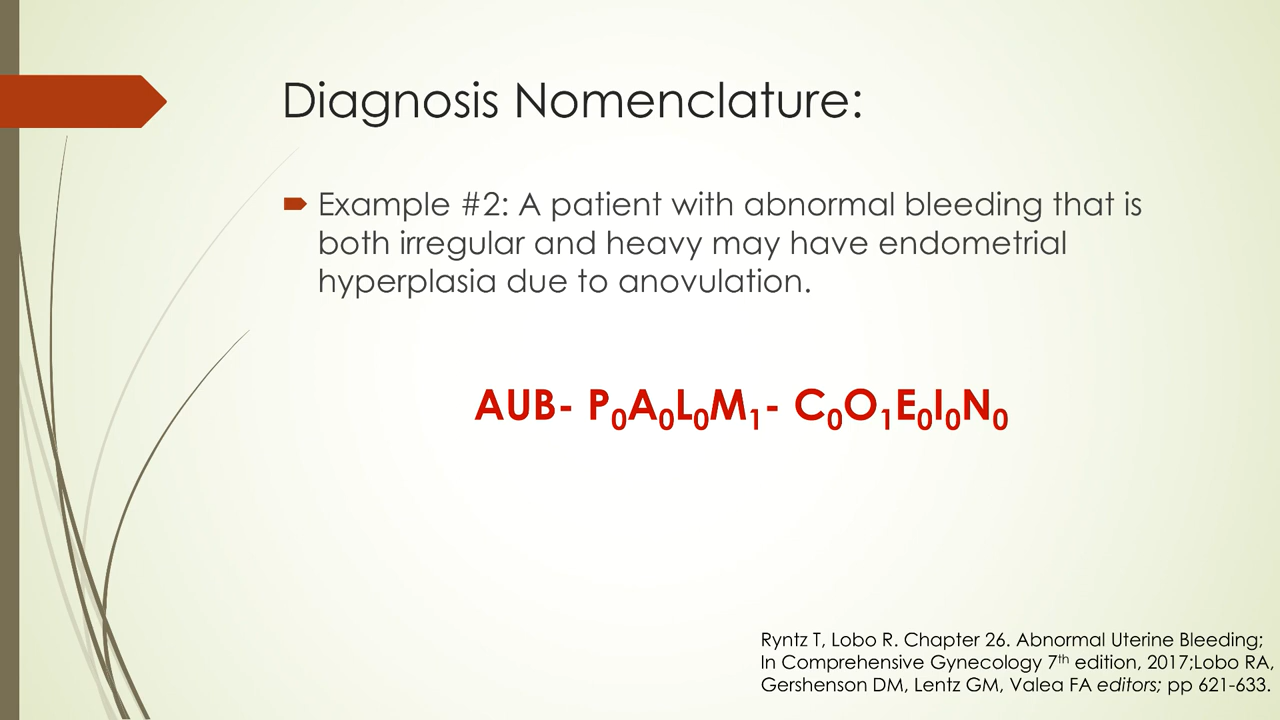 Diagnosis Nomenclature:
Example #2: A patient with abnormal bleeding that is
both irregular and heavy may have endometrial
hyperplasia due to anovulation.
AUB- P₀A₀L₀M₁- C₀O₁E₀I₀N₀
Ryntz T, Lobo R. Chapter 26. Abnormal Uterine Bleeding;
In Comprehensive Gynecology 7th edition, 2017;Lobo RA,
Gershenson DM, Lentz GM, Valea FA editors; pp 621-633.